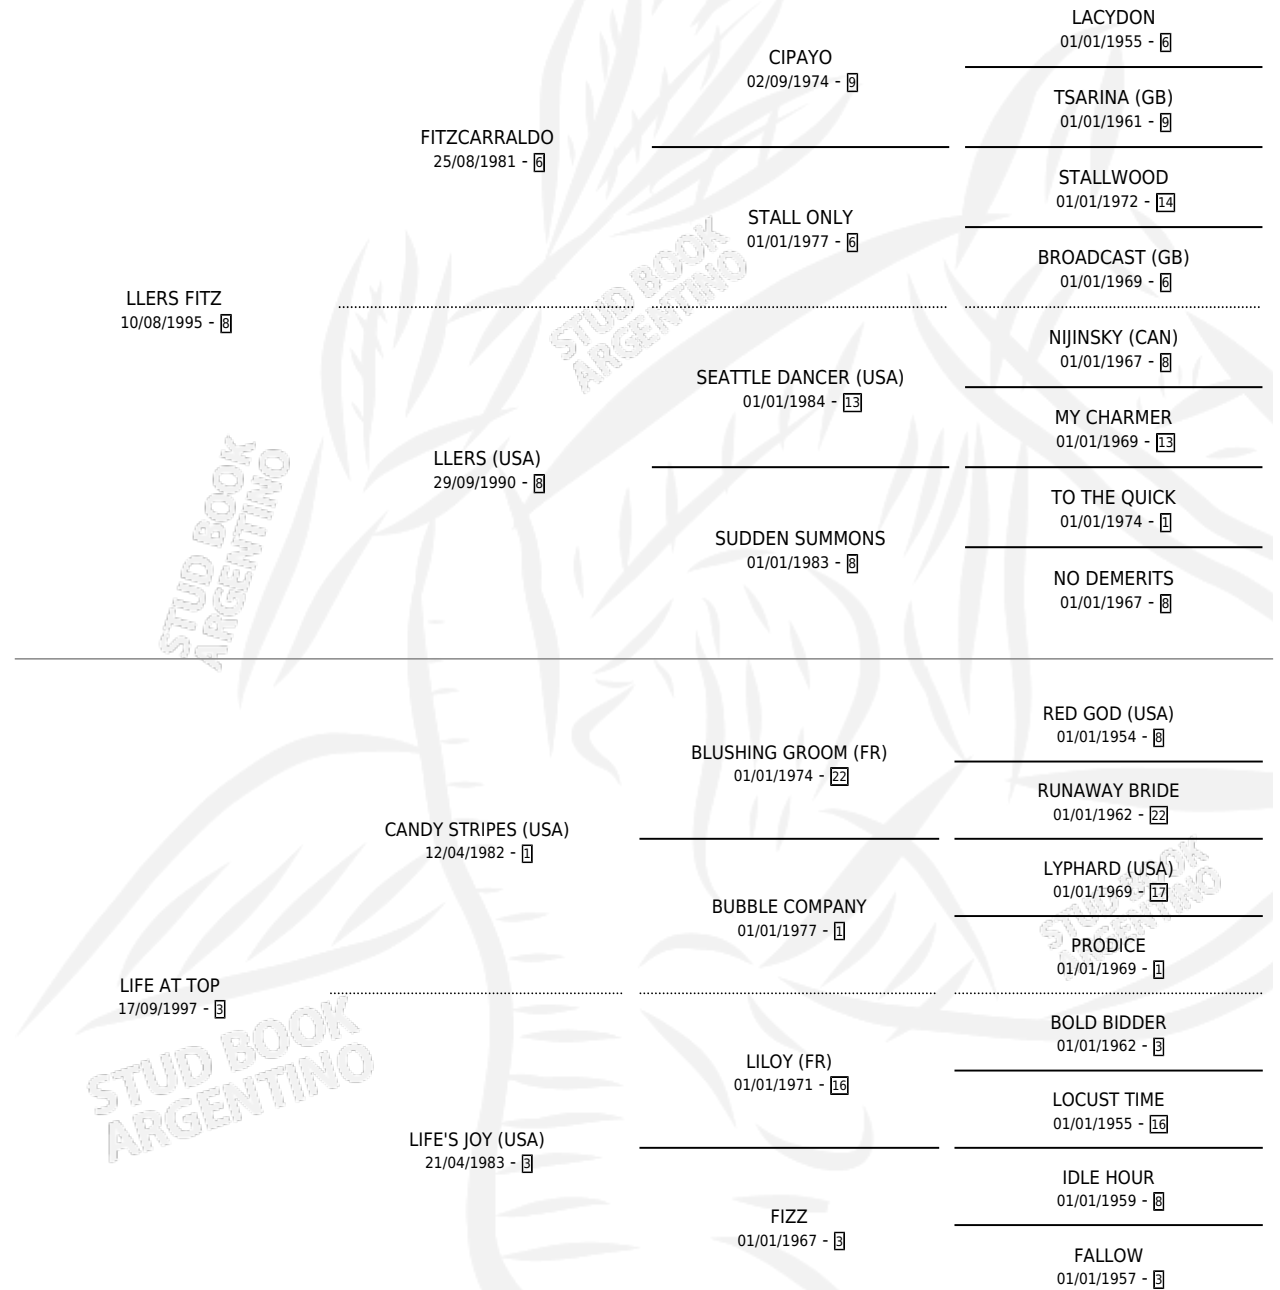 LACYDON
01/01/1955 - 6
CIPAYO
02/09/1974 - 9
TSARINA (GB)
01/01/1961 - 9
FITZCARRALDO
25/08/1981 - 6
STALLWOOD
01/01/1972 - 14
STALL ONLY
01/01/1977 - 6
BROADCAST (GB)
01/01/1969 - 6
LLERS FITZ
10/08/1995 - 8
NIJINSKY (CAN)
01/01/1967 - 8
SEATTLE DANCER (USA)
01/01/1984 - 13
MY CHARMER
01/01/1969 - 13
LLERS (USA)
29/09/1990 - 8
TO THE QUICK
01/01/1974 - 1
SUDDEN SUMMONS
01/01/1983 - 8
NO DEMERITS
01/01/1967 - 8
STUD BOOK
ARGENTINO
STUD BOOK
ARGENTINO
RED GOD (USA)
01/01/1954 - 8
BLUSHING GROOM (FR)
01/01/1974 - 22
RUNAWAY BRIDE
01/01/1962 - 22
CANDY STRIPES (USA)
12/04/1982 - 1
LYPHARD (USA)
01/01/1969 - 17
BUBBLE COMPANY
01/01/1977 - 1
PRODICE
01/01/1969 - 1
STUD BOOK
ARGENTINO
LIFE AT TOP
17/09/1997 - 3
BOLD BIDDER
01/01/1962 - 3
LILOY (FR)
01/01/1971 - 16
LOCUST TIME
01/01/1955 - 16
LIFE'S JOY (USA)
21/04/1983 - 3
IDLE HOUR
01/01/1959 - 8
FIZZ
01/01/1967 - 3
FALLOW
01/01/1957 - 3
STUD BOOK
ARGENTINO